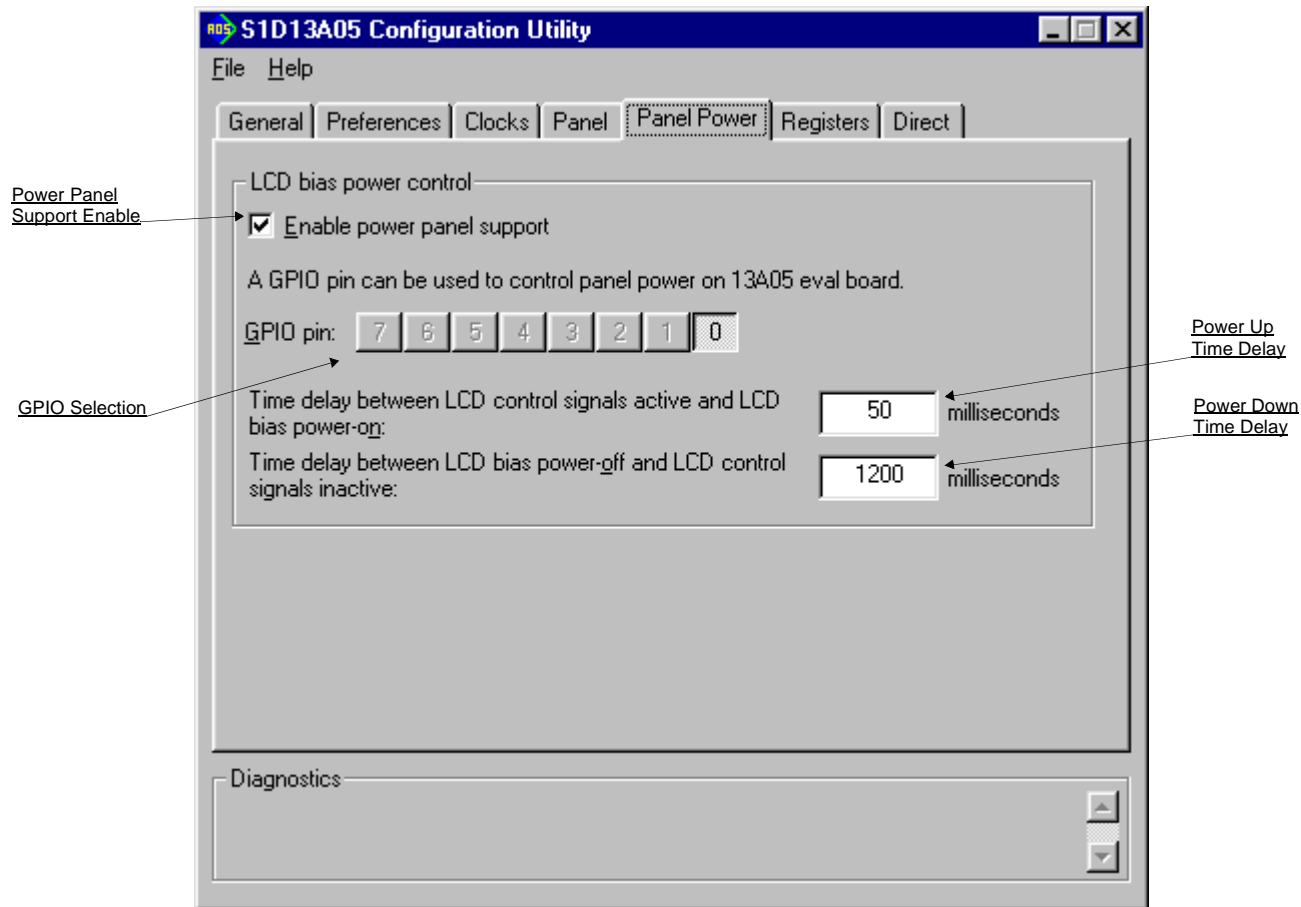 S1D13A05 Configuration Utility
File Help
General Preferences Clocks Panel Panel Power Registers Direct
LCD bias power control
Power Panel
Support Enable
Enable power panel support
A GPIO pin can be used to control panel power on 13A05 eval board.
GPIO pin: 7 6 5 4 3 2 1 0
GPIO Selection
Power Up
Time Delay
Time delay between LCD control signals active and LCD
bias power-on:
50 milliseconds
Power Down
Time Delay
Time delay between LCD bias power-off and LCD control
signals inactive:
1200 milliseconds
Diagnostics